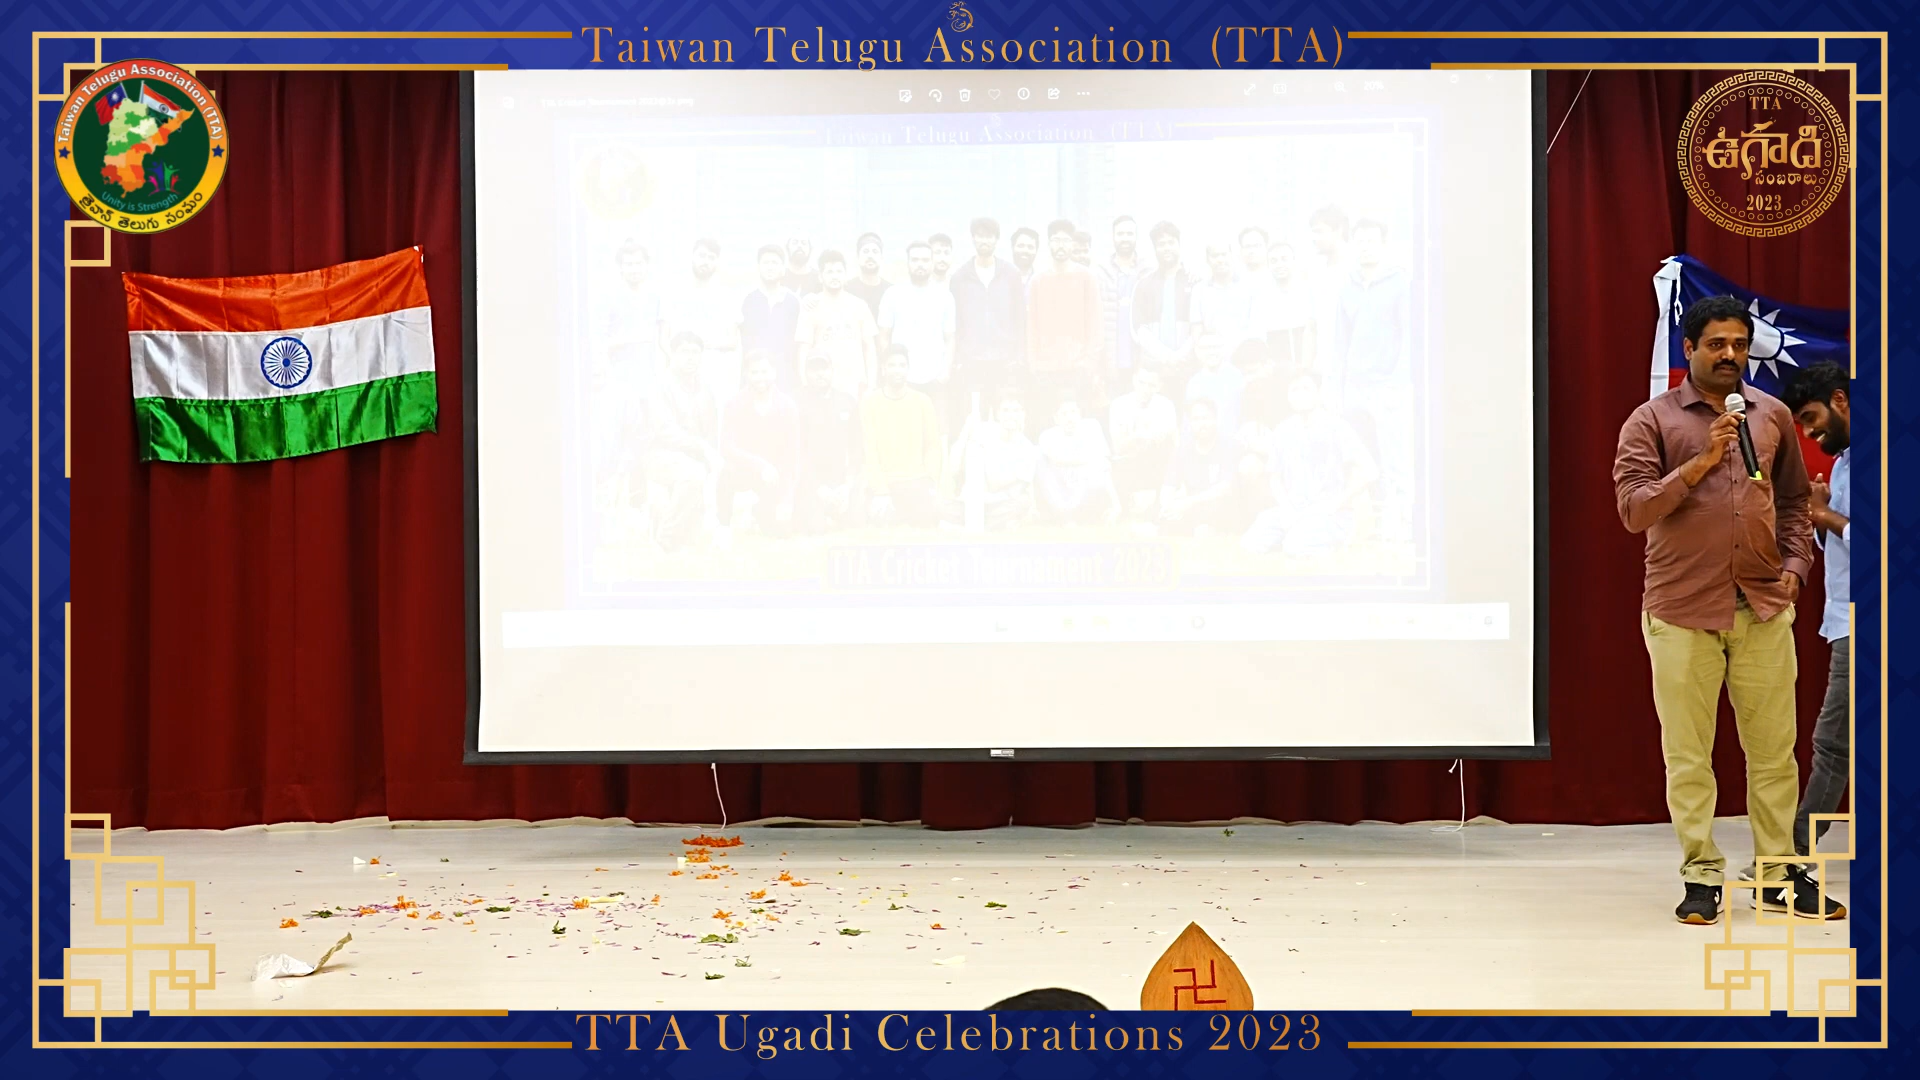 Taiwan Telugu Association (TTA)
Taiwan Telugu Association (TTA)
Unity is Strength
తైవాన్ తెలుగు సంఘం
TTA
ఉగాది
సంబరాలు
2023
Taiwan Telugu Association (TTA)
TTA Cricket Tournament 2023
TTA Ugadi Celebrations 2023